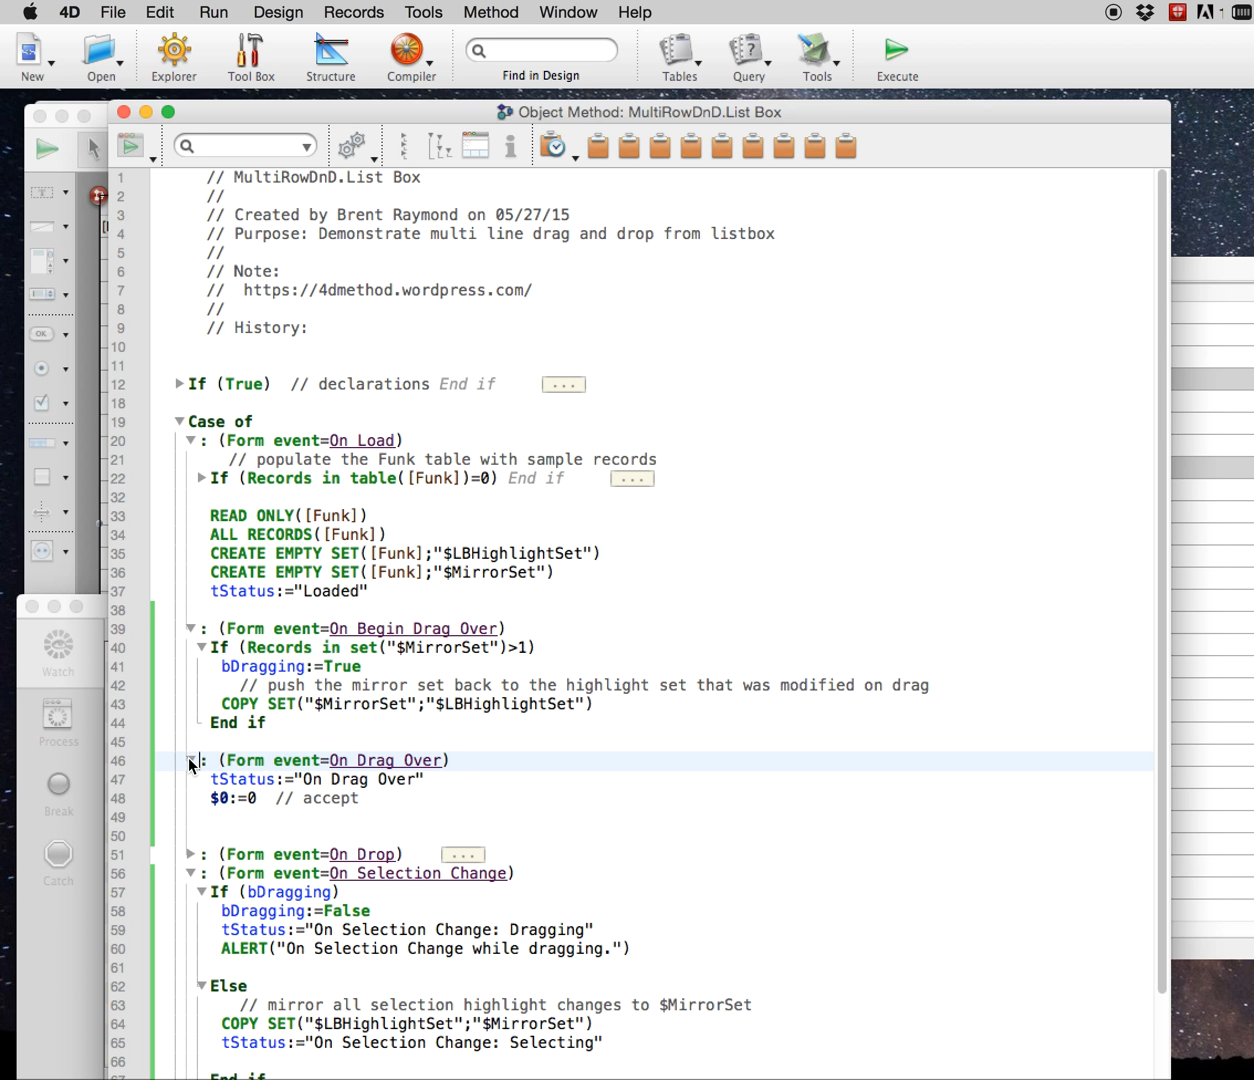 4D File Edit Run Design Records Tools Method Window Help
New Open Explorer Tool Box Structure Compiler Find in Design Tables Query Tools Execute
Object Method: MultiRowDnD.List Box
1 // MultiRowDnD.List Box
2 //
3 // Created by Brent Raymond on 05/27/15
4 // Purpose: Demonstrate multi line drag and drop from listbox
5 //
6 // Note:
7 // https://4dmethod.wordpress.com/
8 //
9 // History:
10
11
12 If (True) // declarations End if ...
18
19 Case of
20 : (Form event=On Load)
21 // populate the Funk table with sample records
22 If (Records in table([Funk])=0) End if ...
32
33 READ ONLY([Funk])
34 ALL RECORDS([Funk])
35 CREATE EMPTY SET([Funk];"$LBHighlightSet")
36 CREATE EMPTY SET([Funk];"$MirrorSet")
37 tStatus:="Loaded"
38
39 : (Form event=On Begin Drag Over)
40 If (Records in set("$MirrorSet")>1)
41 bDragging:=True
42 // push the mirror set back to the highlight set that was modified on drag
43 COPY SET("$MirrorSet";"$LBHighlightSet")
44 End if
45
46 : (Form event=On Drag Over)
47 tStatus:="On Drag Over"
48 $0:=0 // accept
49
50
51 : (Form event=On Drop) ...
56 : (Form event=On Selection Change)
57 If (bDragging)
58 bDragging:=False
59 tStatus:="On Selection Change: Dragging"
60 ALERT("On Selection Change while dragging.")
61
62 Else
63 // mirror all selection highlight changes to $MirrorSet
64 COPY SET("$LBHighlightSet";"$MirrorSet")
65 tStatus:="On Selection Change: Selecting"
66
67 End if
OK
Watch
Process
Break
Catch